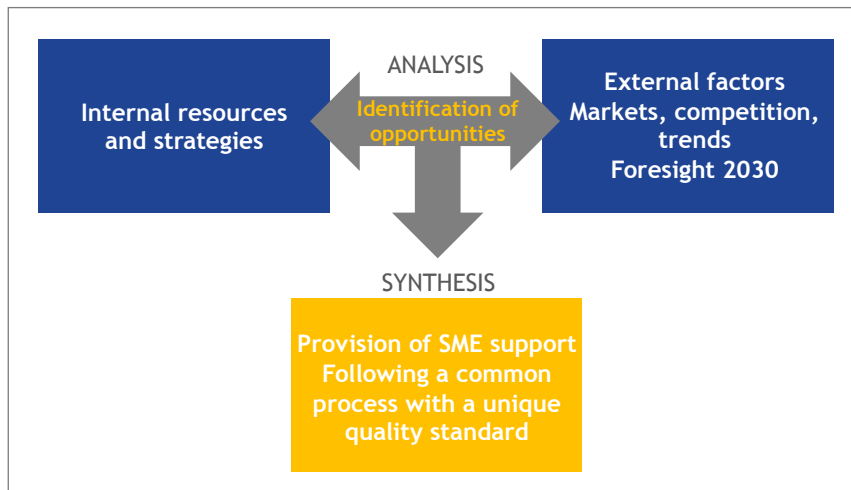 ANALYSIS
Internal resources
and strategies
Identification of
opportunities
External factors
Markets, competition,
trends
Foresight 2030
SYNTHESIS
Provision of SME support
Following a common
process with a unique
quality standard